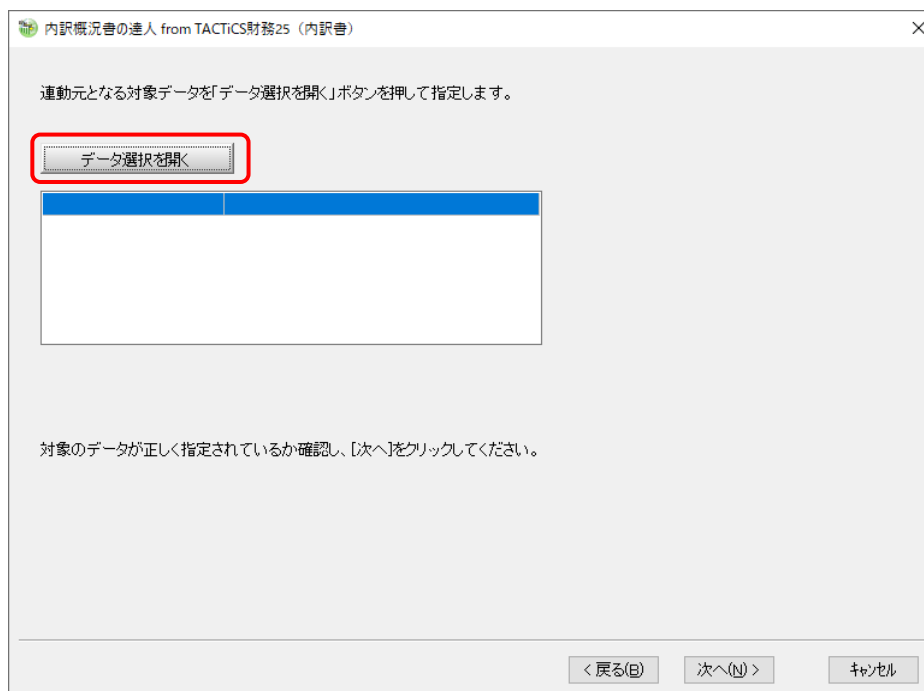 内訳概況書の達人 from TACTiCS財務25（内訳書）
連動元となる対象データを「データ選択を開く」ボタンを押して指定します。
データ選択を開く
対象のデータが正しく指定されているか確認し、[次へ]をクリックしてください。
< 戻る(B)
次へ(N) >
キャンセル